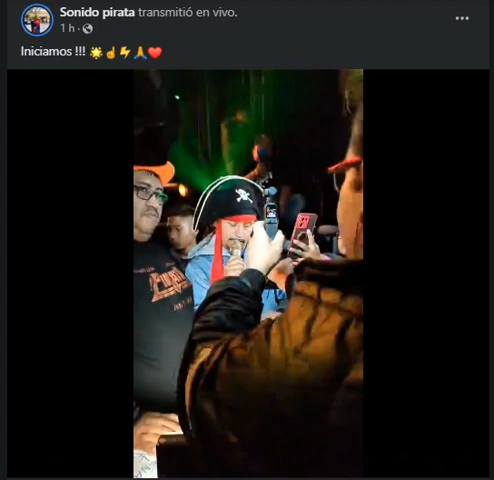 Sonido pirata transmitió en vivo.
1 h ·
Iniciamos !!! 🌟☝️⚡🙏❤️